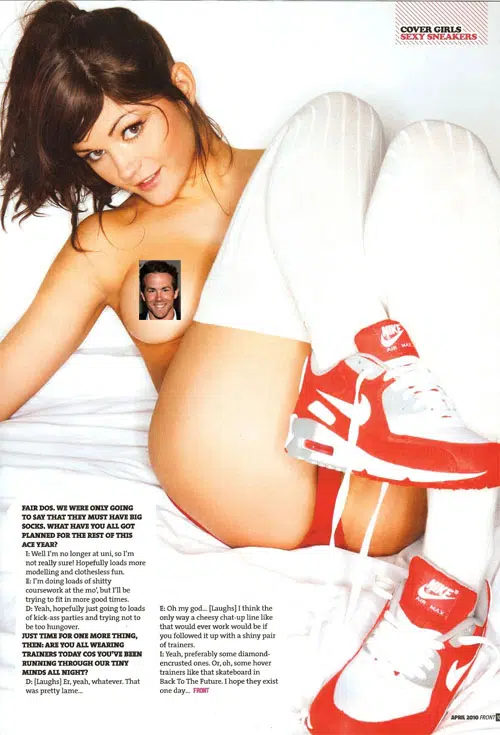 COVER GIRLS
SEXY SNEAKERS
NIKE
AIR MAX
NIKE
AIR MAX
FAIR DOS. WE WERE ONLY GOING
TO SAY THAT THEY MUST HAVE BIG
SOCKS. WHAT HAVE YOU ALL GOT
PLANNED FOR THE REST OF THIS
ACE YEAR?
I: Well I'm no longer at uni, so I'm
not really sure! Hopefully loads more
modelling and clothesless fun.
E: I'm doing loads of shitty
coursework at the mo', but I'll be
trying to fit in more good times.
D: Yeah, hopefully just going to loads
of kick-ass parties and trying not to
be too hungover.
JUST TIME FOR ONE MORE THING,
THEN: ARE YOU ALL WEARING
TRAINERS TODAY COS YOU'VE BEEN
RUNNING THROUGH OUR TINY
MINDS ALL NIGHT?
D: [Laughs] Er, yeah, whatever. That
was pretty lame...
E: Oh my god... [Laughs] I think the
only way a cheesy chat-up line like
that would ever work would be if
you followed it up with a shiny pair
of trainers.
I: Yeah, preferably some diamond-
encrusted ones. Or, oh, some hover
trainers like that skateboard in
Back To The Future. I hope they exist
one day... FRONT
APRIL 2010 FRONT